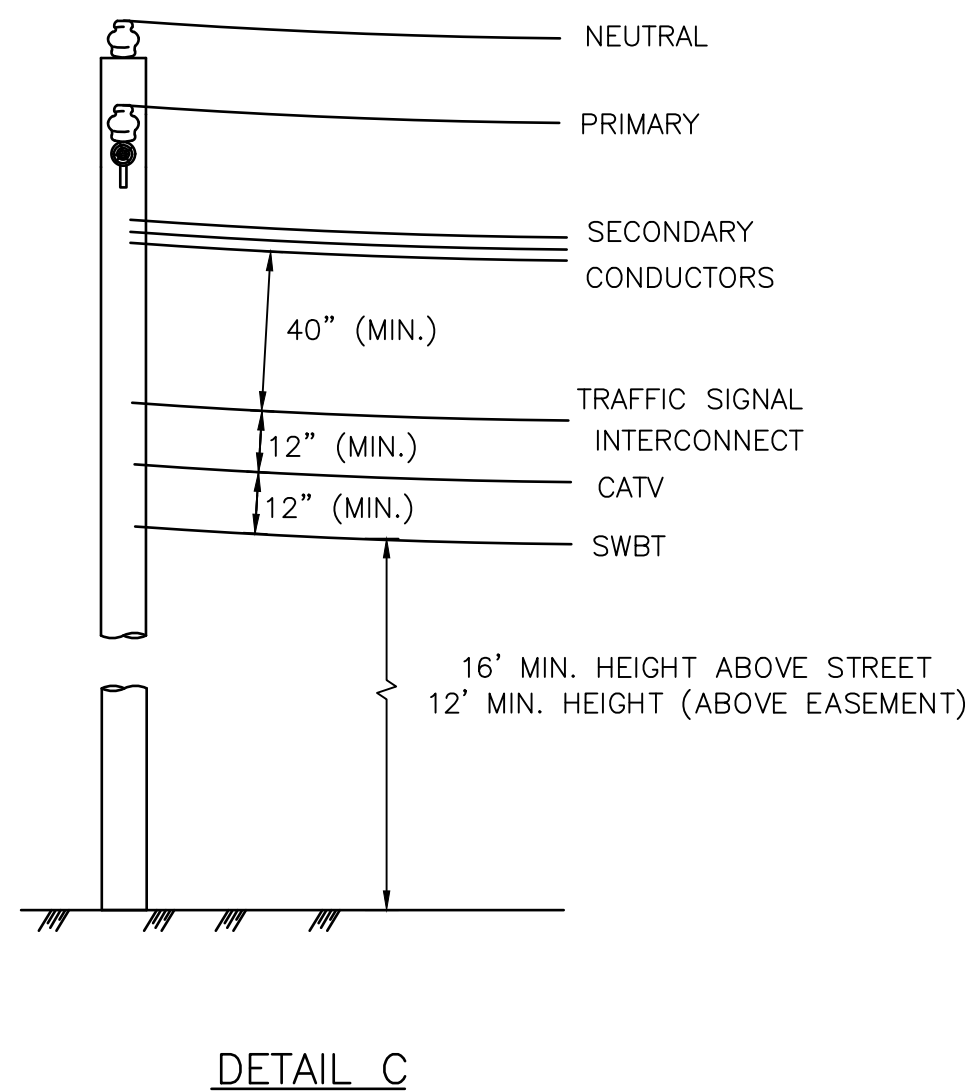 NEUTRAL
PRIMARY
SECONDARY
CONDUCTORS
40” (MIN.)
TRAFFIC SIGNAL
INTERCONNECT
12” (MIN.)
CATV
12” (MIN.)
SWBT
16’ MIN. HEIGHT ABOVE STREET
12’ MIN. HEIGHT (ABOVE EASEMENT)
DETAIL C